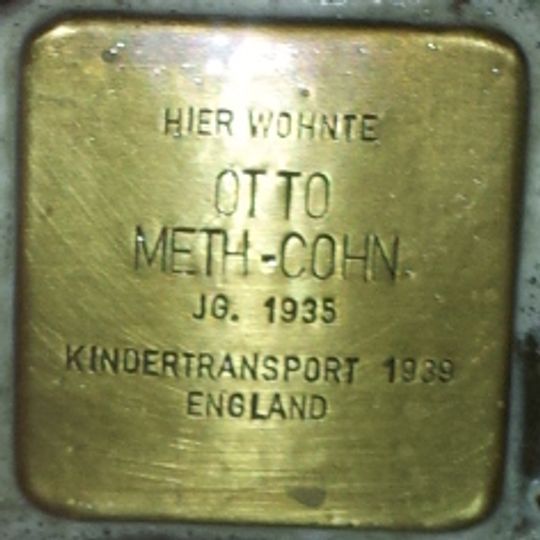 HIER WOHNTE
OTTO
METH-COHN
JG. 1935
KINDERTRANSPORT 1939
ENGLAND